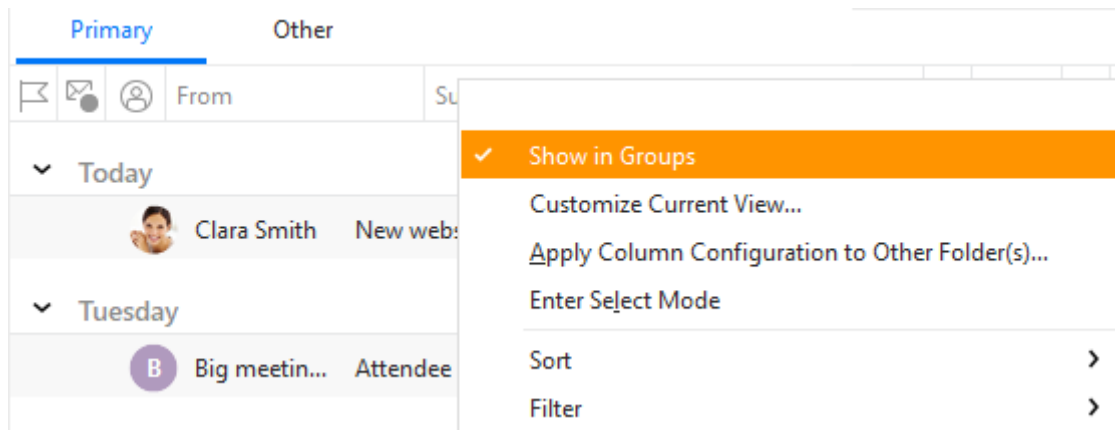 Primary Other
From Su
Show in Groups
Today
Customize Current View...
Clara Smith New webs
Apply Column Configuration to Other Folder(s)...
Enter Select Mode
Tuesday
Sort
B Big meetin... Attendee
Filter